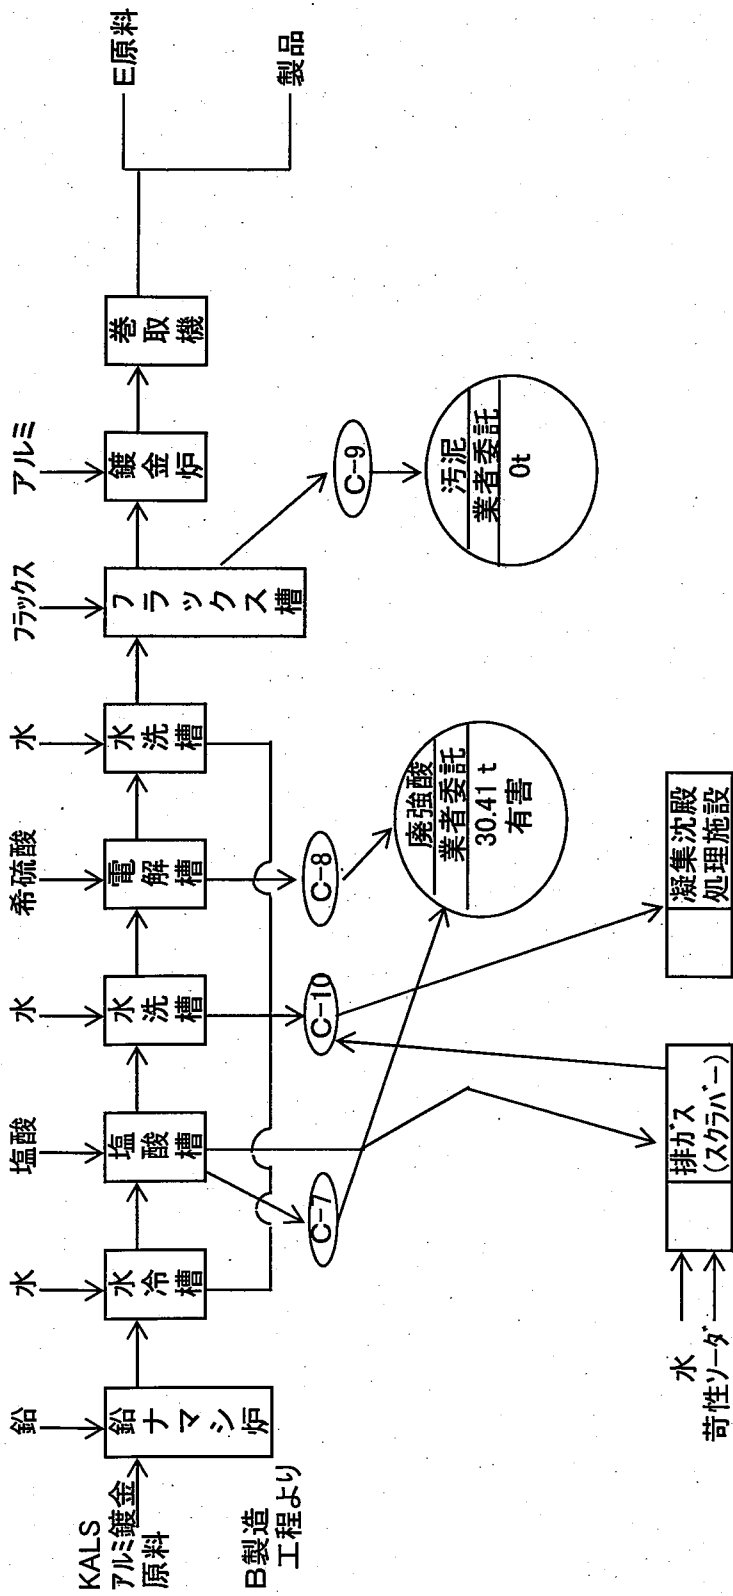 KALS
アルミ鍍金
原料
B製造
工程より
鉛
鉛ナマシ炉
水
水冷槽
塩酸
塩酸槽
水
水洗槽
希硫酸
電解槽
水
水洗槽
フラックス
フラックス槽
アルミ
鍍金炉
巻取機
E原料
製品
C-7
C-10
C-8
C-9
廃強酸
業者委託
30.41 t
有害
汚泥
業者委託
0t
水
苛性ソーダ
排ガス
(スクラバー)
凝集沈殿
処理施設